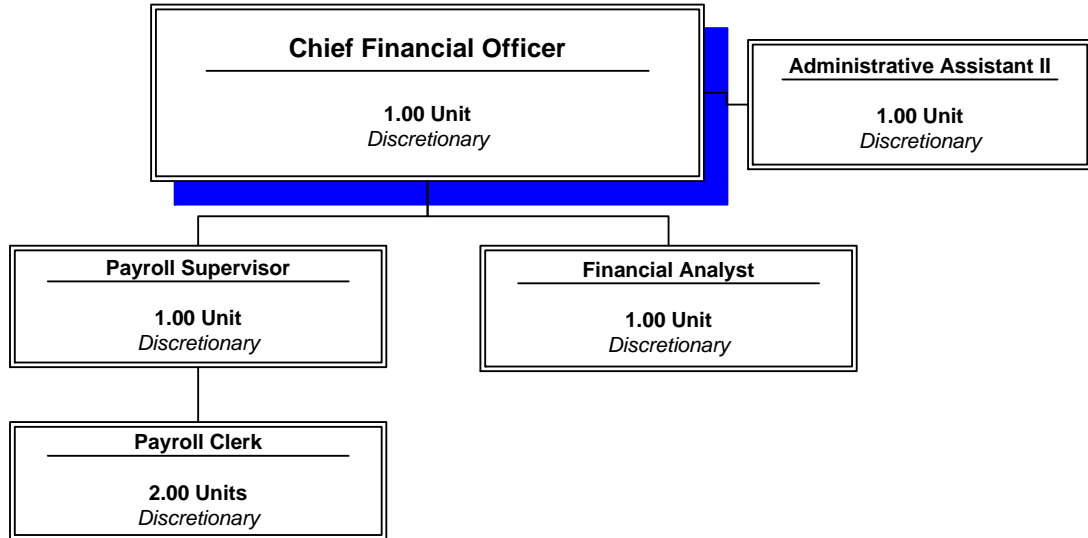 Chief Financial Officer
1.00 Unit
Discretionary
Administrative Assistant II
1.00 Unit
Discretionary
Payroll Supervisor
1.00 Unit
Discretionary
Financial Analyst
1.00 Unit
Discretionary
Payroll Clerk
2.00 Units
Discretionary